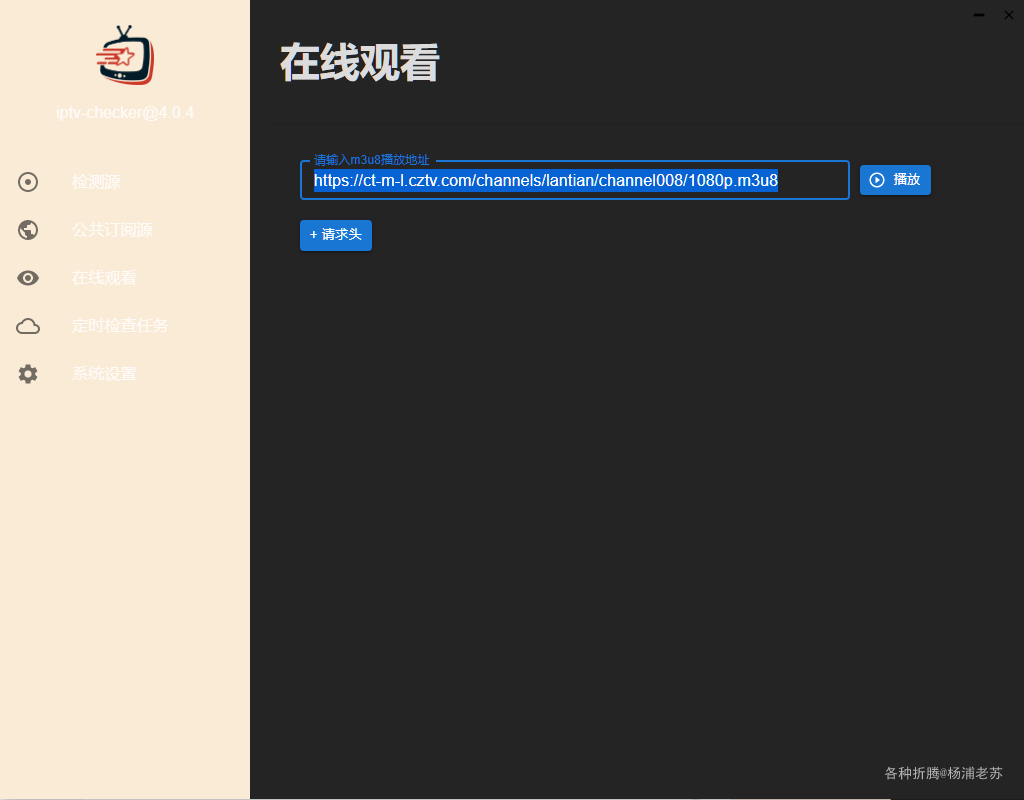 iptv-checker@4.0.4
检测源
公共订阅源
在线观看
定时检查任务
系统设置
在线观看
请输入m3u8播放地址
https://ct-m-l.cztv.com/channels/lantian/channel008/1080p.m3u8
播放
+ 请求头
各种折腾@杨浦老苏